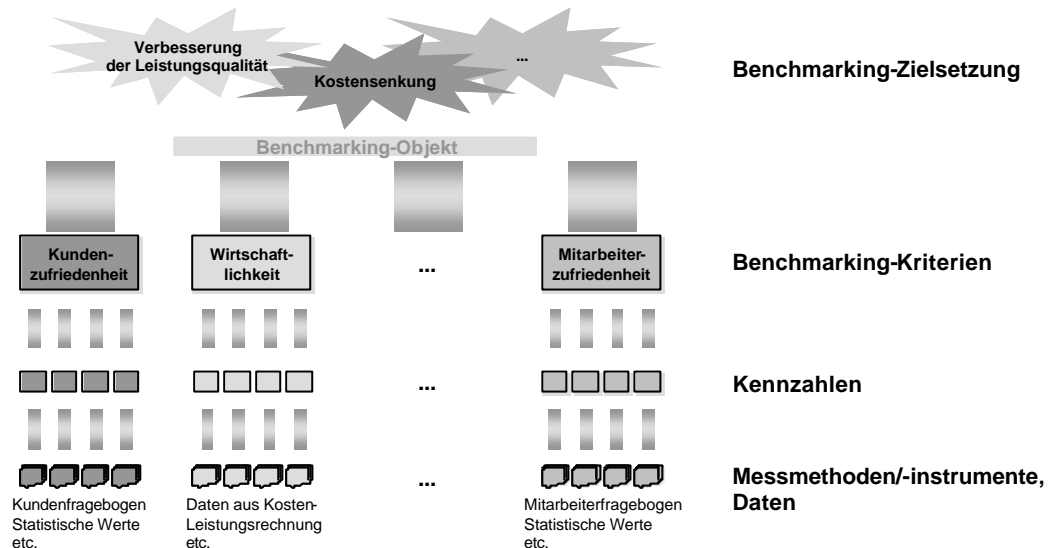 Verbesserung
der Leistungsqualität
Kostensenkung
...
Benchmarking-Zielsetzung
Benchmarking-Objekt
Kunden-
zufriedenheit
Wirtschaft-
lichkeit
...
Mitarbeiter-
zufriedenheit
Benchmarking-Kriterien
...
Kennzahlen
...
Messmethoden/-instrumente,
Daten
Kundenfragebogen
Statistische Werte
etc.
Daten aus Kosten-
Leistungsrechnung
etc.
Mitarbeiterfragebogen
Statistische Werte
etc.